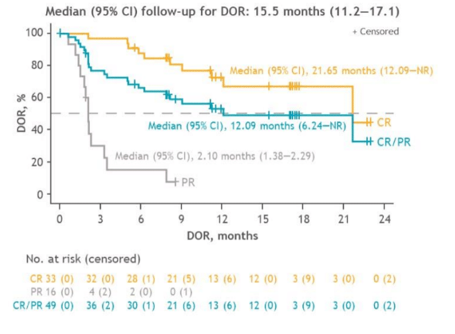 Median (95% CI) follow-up for DOR: 15.5 months (11.2–17.1)
+ Censored
100
80
60
40
20
0
DOR, %
Median (95% CI), 21.65 months (12.09–NR)
CR
Median (95% CI), 12.09 months (6.24–NR)
CR/PR
Median (95% CI), 2.10 months (1.38–2.29)
PR
0 3 6 9 12 15 18 21 24
DOR, months
No. at risk (censored)
CR 33 (0) 32 (0) 28 (1) 21 (5) 13 (6) 12 (0) 3 (9) 3 (0) 0 (2)
PR 16 (0) 4 (2) 2 (0) 0 (1)
CR/PR 49 (0) 36 (2) 30 (1) 21 (6) 13 (6) 12 (0) 3 (9) 3 (0) 0 (2)